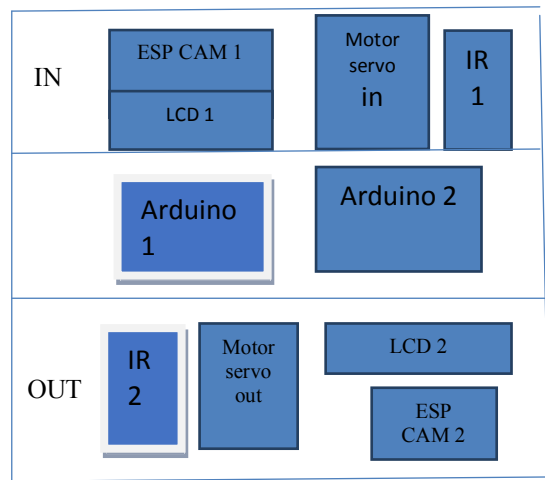 IN
ESP CAM 1
LCD 1
Motor
servo
in
IR
1
Arduino
1
Arduino 2
OUT
IR
2
Motor
servo
out
LCD 2
ESP
CAM 2